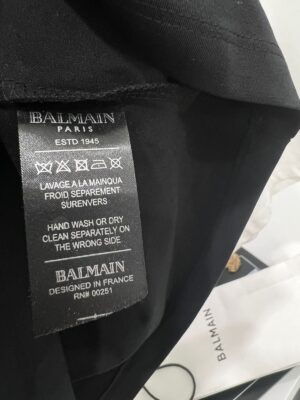 BALMAIN
PARIS
ESTD 1945
LAVAGE A LA MAINQUA
FROID SEPAREMENT
SURENVERS
HAND WASH OR DRY
CLEAN SEPARATELY ON
THE WRONG SIDE
BALMAIN
DESIGNED IN FRANCE
RN# 00251
BALMAIN